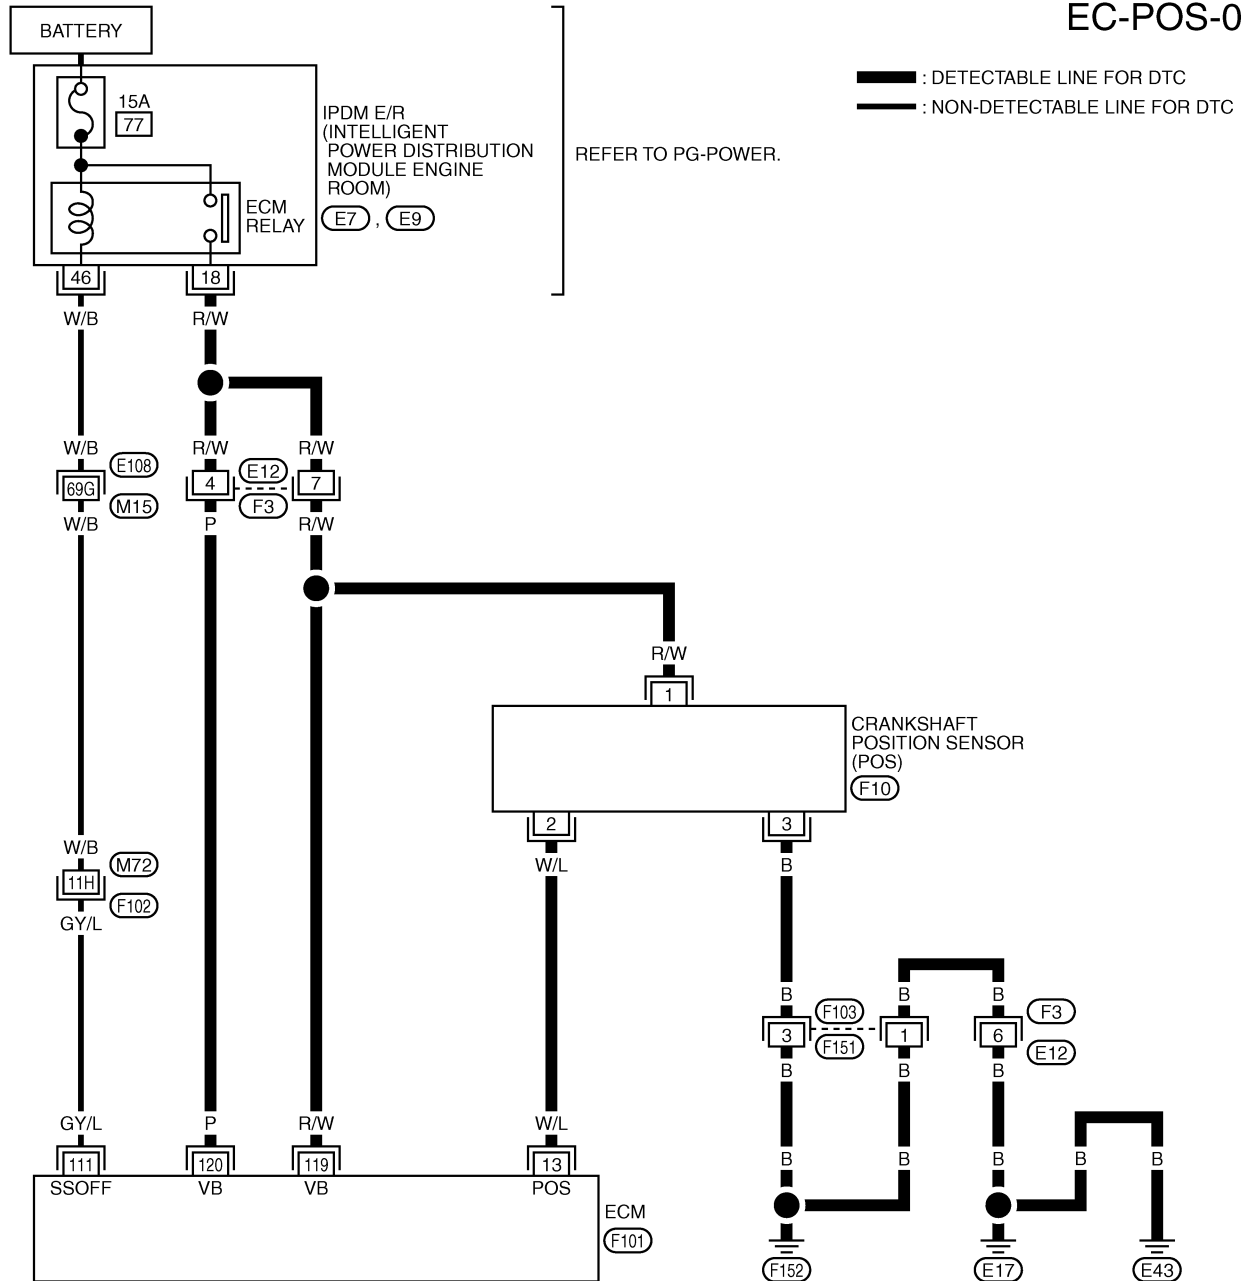 EC-POS-0
BATTERY
: DETECTABLE LINE FOR DTC
: NON-DETECTABLE LINE FOR DTC
15A
77
IPDM E/R
(INTELLIGENT
POWER DISTRIBUTION
MODULE ENGINE
ROOM)
E7 , E9
REFER TO PG-POWER.
ECM
RELAY
46 18
W/B R/W
W/B R/W R/W
E108 E12
69G 4 7
M15 F3
W/B P R/W
R/W
1
CRANKSHAFT
POSITION SENSOR
(POS)
F10
2 3
W/L B
W/B
M72
11H
F102
GY/L
B B B
F103 F3
3 1 6
F151 E12
B B B
GY/L P R/W W/L
B B B B
111 120 119 13
SSOFF VB VB POS
ECM
F101
F152 E17 E43